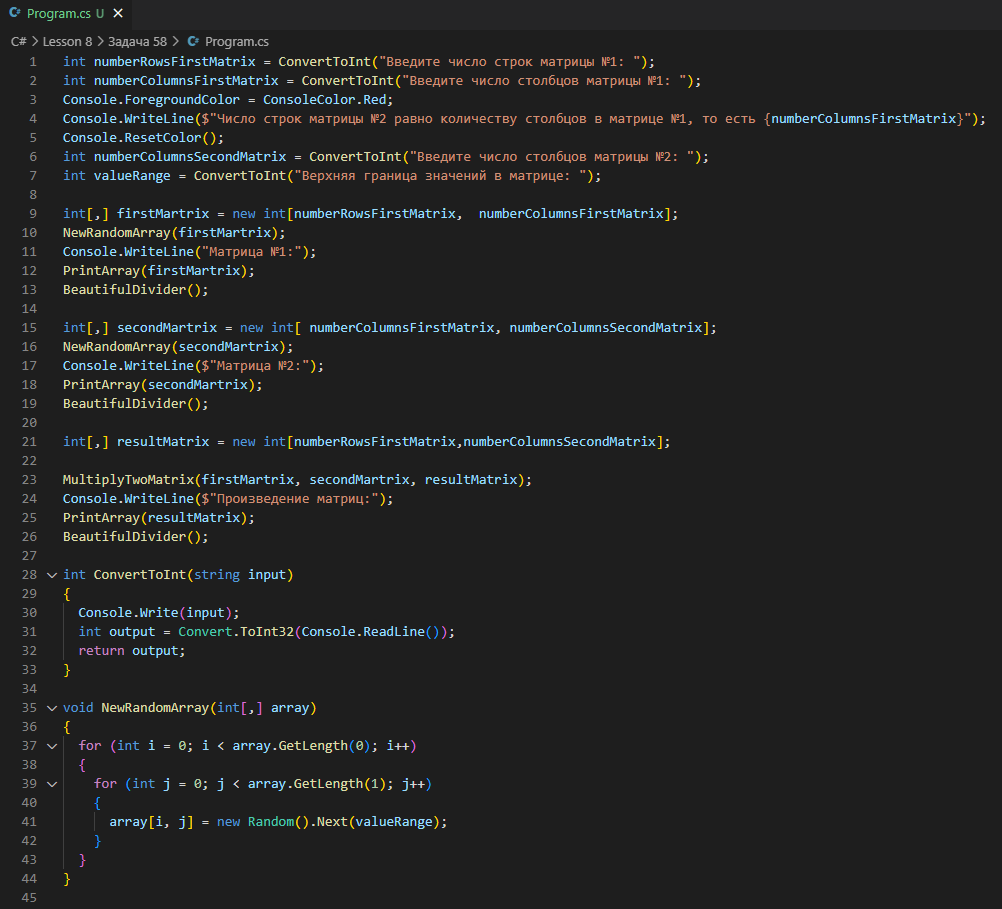 Program.cs U ✕
C# > Lesson 8 > Задача 58 > Program.cs
1 int numberRowsFirstMatrix = ConvertToInt("Введите число строк матрицы №1: ");
2 int numberColumnsFirstMatrix = ConvertToInt("Введите число столбцов матрицы №1: ");
3 Console.ForegroundColor = ConsoleColor.Red;
4 Console.WriteLine($"Число строк матрицы №2 равно количеству столбцов в матрице №1, то есть {numberColumnsFirstMatrix}");
5 Console.ResetColor();
6 int numberColumnsSecondMatrix = ConvertToInt("Введите число столбцов матрицы №2: ");
7 int valueRange = ConvertToInt("Верхняя граница значений в матрице: ");
8
9 int[,] firstMartrix = new int[numberRowsFirstMatrix,  numberColumnsFirstMatrix];
10 NewRandomArray(firstMartrix);
11 Console.WriteLine("Матрица №1:");
12 PrintArray(firstMartrix);
13 BeautifulDivider();
14
15 int[,] secondMartrix = new int[ numberColumnsFirstMatrix, numberColumnsSecondMatrix];
16 NewRandomArray(secondMartrix);
17 Console.WriteLine($"Матрица №2:");
18 PrintArray(secondMartrix);
19 BeautifulDivider();
20
21 int[,] resultMatrix = new int[numberRowsFirstMatrix,numberColumnsSecondMatrix];
22
23 MultiplyTwoMatrix(firstMartrix, secondMartrix, resultMatrix);
24 Console.WriteLine($"Произведение матриц:");
25 PrintArray(resultMatrix);
26 BeautifulDivider();
27
28 int ConvertToInt(string input)
29 {
30   Console.Write(input);
31   int output = Convert.ToInt32(Console.ReadLine());
32   return output;
33 }
34
35 void NewRandomArray(int[,] array)
36 {
37   for (int i = 0; i < array.GetLength(0); i++)
38   {
39     for (int j = 0; j < array.GetLength(1); j++)
40     {
41       array[i, j] = new Random().Next(valueRange);
42     }
43   }
44 }
45